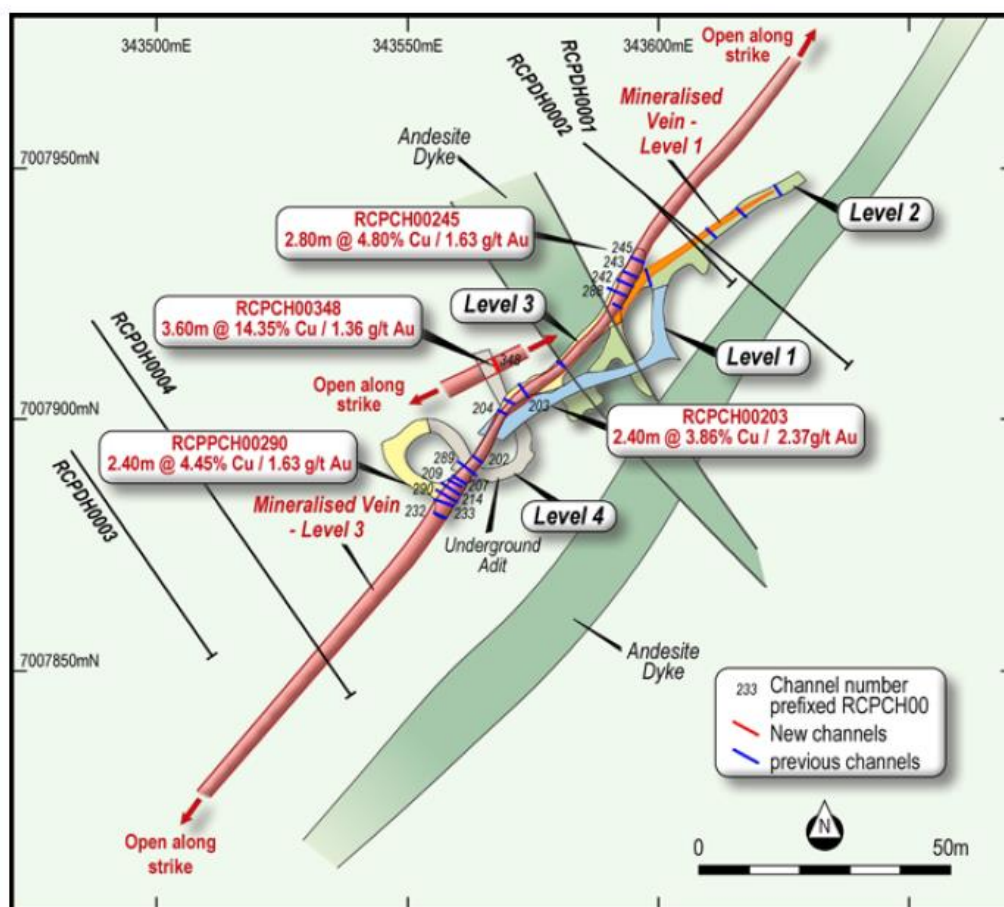 343500mE
343550mE
343600mE
Open along
strike
RCPDH0001
RCPDH0002
Mineralised
Vein -
Level 1
Andesite
Dyke
7007950mN
Level 2
RCPCH00245
2.80m @ 4.80% Cu / 1.63 g/t Au
245
243
242
288
Level 3
RCPCH00348
3.60m @ 14.35% Cu / 1.36 g/t Au
348
Level 1
RCPDH0004
Open along
strike
7007900mN
204
203
RCPCH00203
2.40m @ 3.86% Cu / 2.37g/t Au
RCPPCH00290
2.40m @ 4.45% Cu / 1.63 g/t Au
289
202
209
207
290
214
232
233
RCPDH0003
Mineralised Vein
- Level 3
Level 4
Underground
Adit
7007850mN
Andesite
Dyke
233 Channel number
prefixed RCPCH00
New channels
previous channels
Open along
strike
N
0
50m